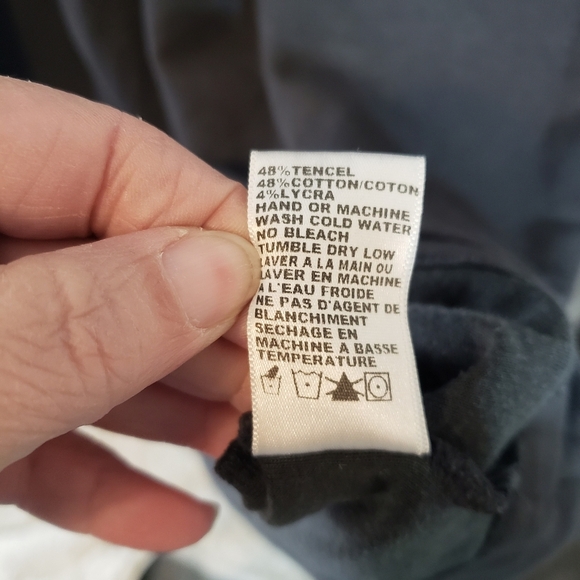 48%TENCEL
48%COTTON/COTON
4%LYCRA
HAND OR MACHINE
WASH COLD WATER
NO BLEACH
TUMBLE DRY LOW
LAVER A LA MAIN OU
LAVER EN MACHINE
A L'EAU FROIDE
NE PAS D'AGENT DE
BLANCHIMENT
SECHAGE EN
MACHINE A BASSE
TEMPERATURE